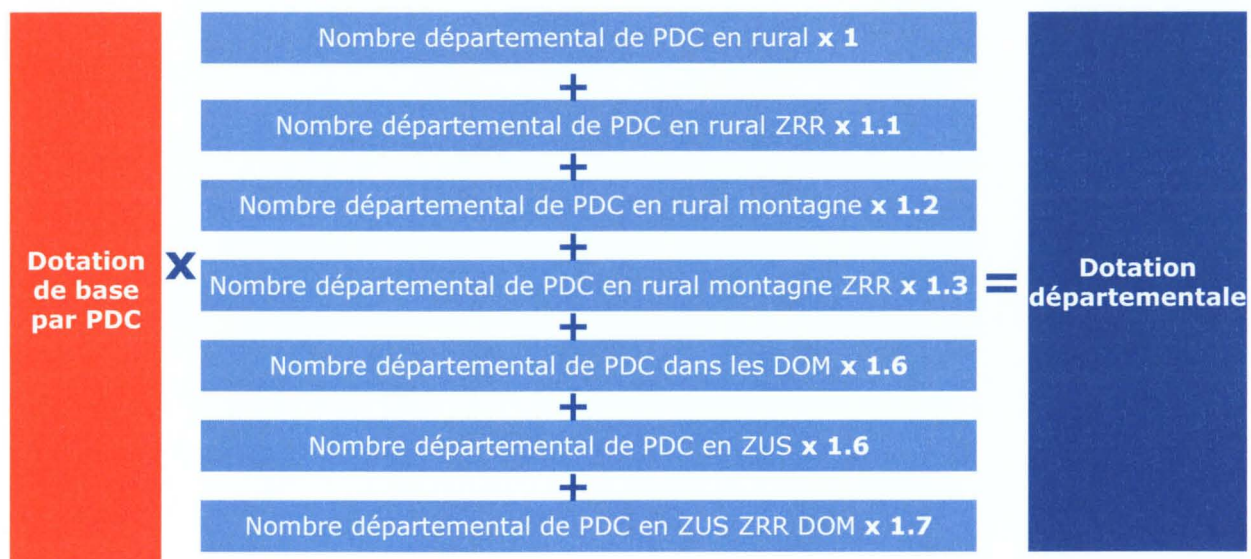 Dotation
de base
par PDC
x
Nombre départemental de PDC en rural x 1
+
Nombre départemental de PDC en rural ZRR x 1.1
+
Nombre départemental de PDC en rural montagne x 1.2
+
Nombre départemental de PDC en rural montagne ZRR x 1.3
+
Nombre départemental de PDC dans les DOM x 1.6
+
Nombre départemental de PDC en ZUS x 1.6
+
Nombre départemental de PDC en ZUS ZRR DOM x 1.7
=
Dotation
départementale